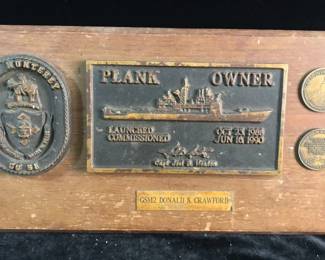 MONTEREY
CG 61
PLANK OWNER
LAUNCHED OCT 23 1988
COMMISSIONED JUN 16 1990
GSM2 DONALD S. CRAWFORD